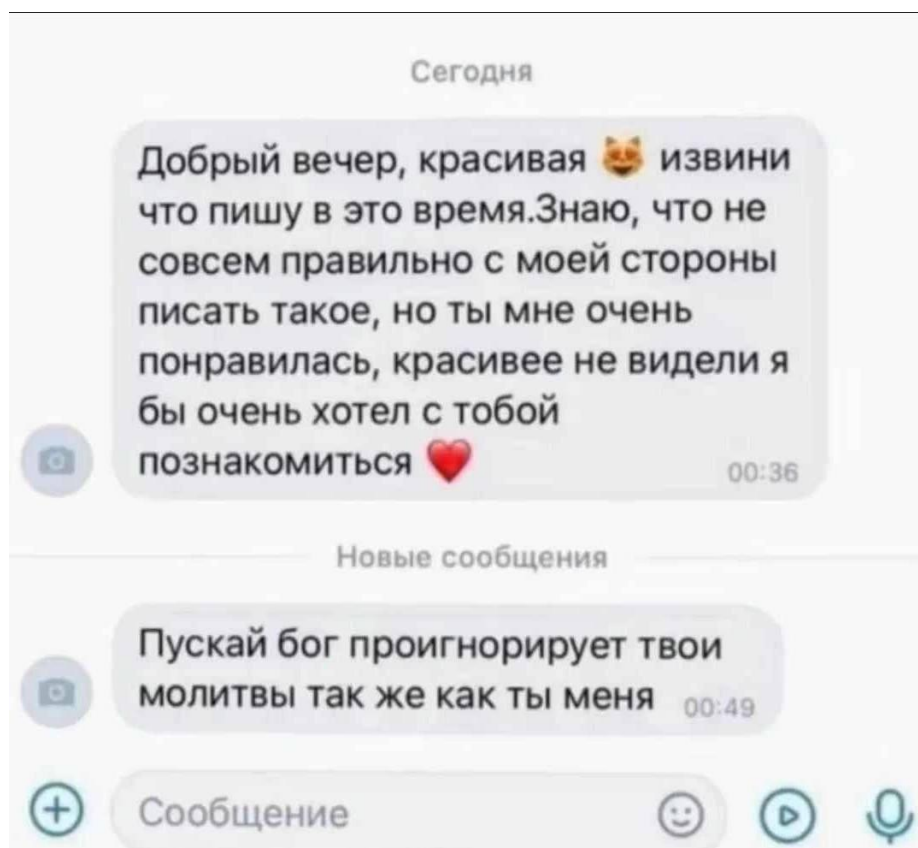 Сегодня
Добрый вечер, красивая 😻 извини
что пишу в это время.Знаю, что не
совсем правильно с моей стороны
писать такое, но ты мне очень
понравилась, красивее не видели я
бы очень хотел с тобой
познакомиться ❤️ 00:36
Новые сообщения
Пускай бог проигнорирует твои
молитвы так же как ты меня 00:49
Сообщение